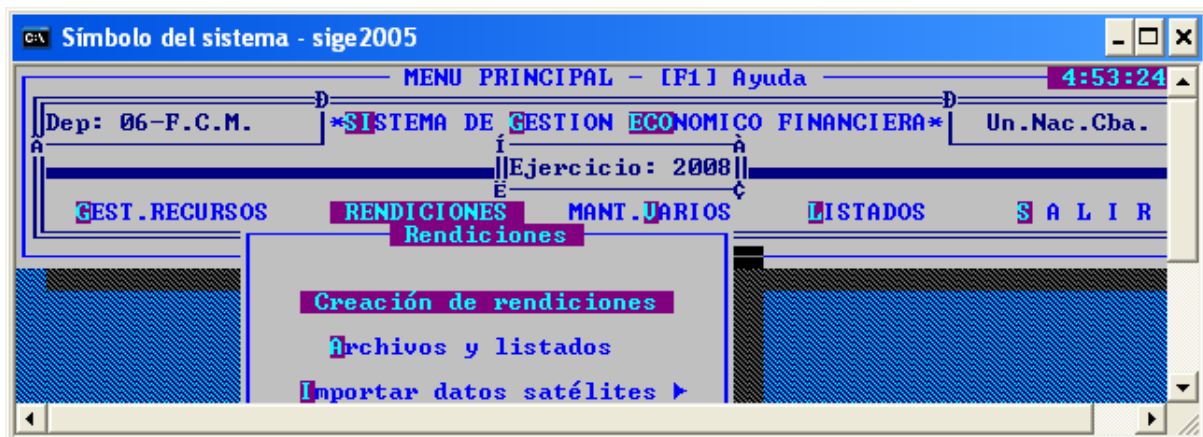 Símbolo del sistema - sige2005
MENU PRINCIPAL - [F1] Ayuda 4:53:24
Dep: 06-F.C.M. *SISTEMA DE GESTION ECONOMICO FINANCIERA* Un.Nac.Cba.
Ejercicio: 2008
GEST.RECURSOS RENDICIONES MANT.VARIOS LISTADOS S A L I R
Rendiciones
Creación de rendiciones
Archivos y listados
Importar datos satélites